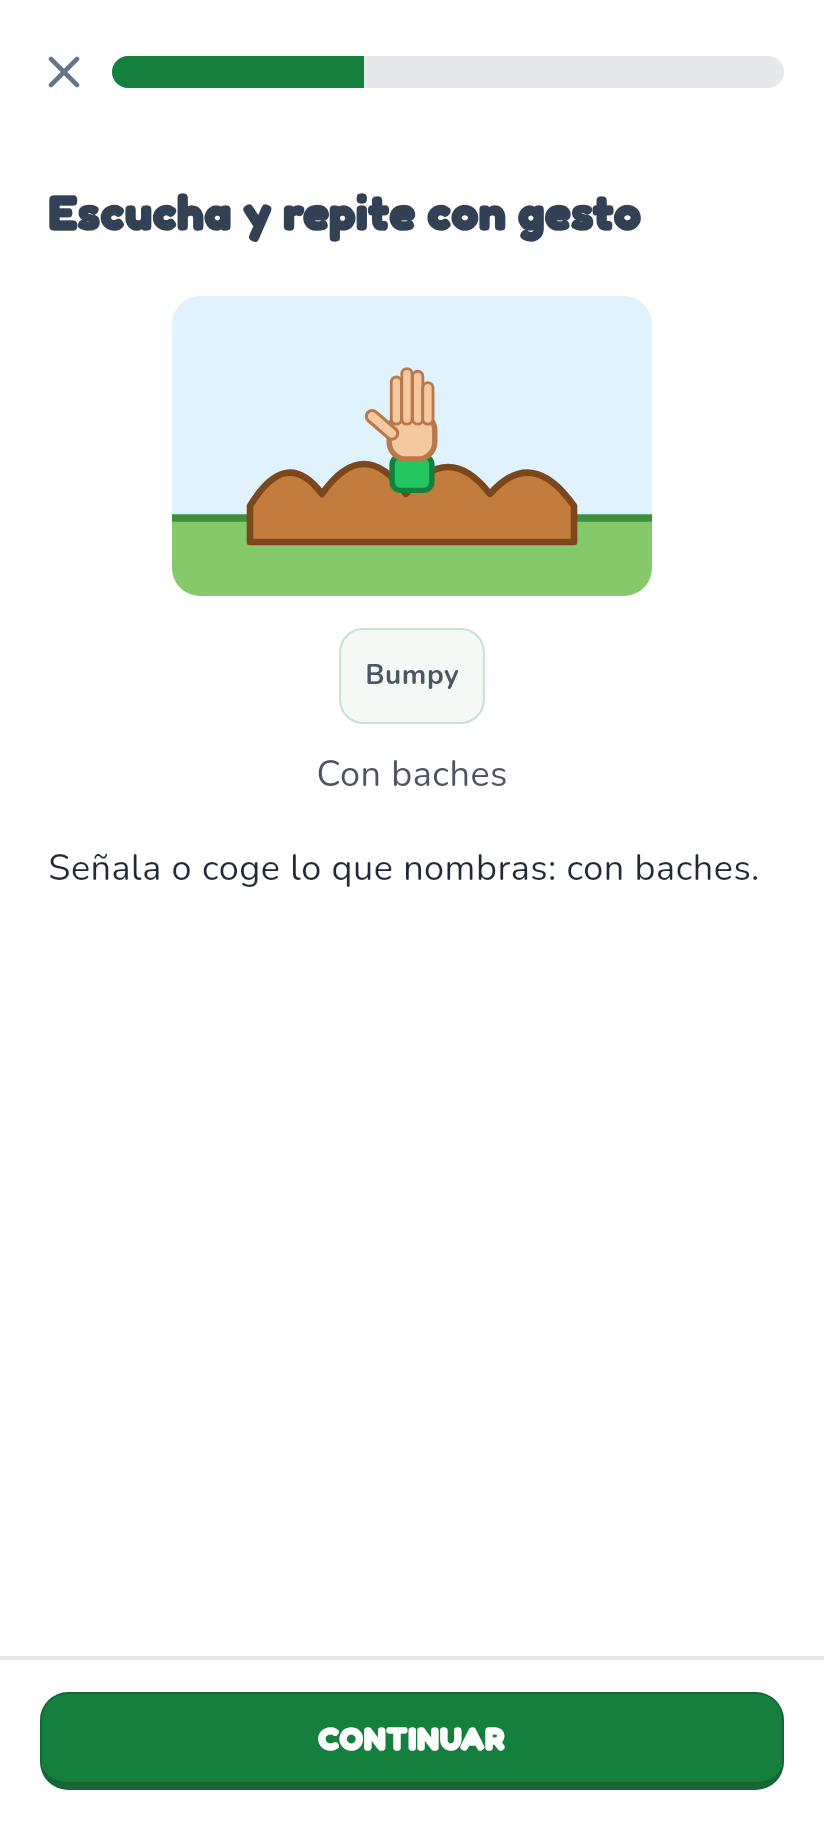 Escucha y repite con gesto
Bumpy
Con baches
Señala o coge lo que nombras: con baches.
CONTINUAR